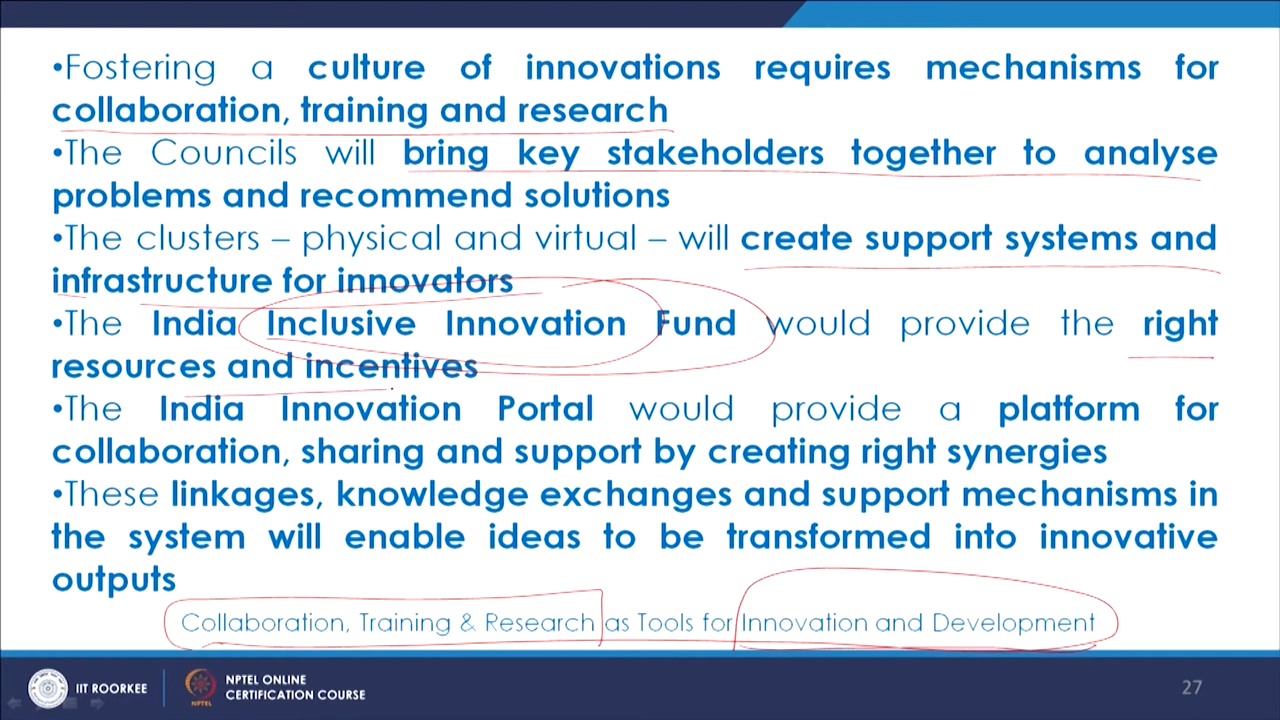 •Fostering a culture of innovations requires mechanisms for
collaboration, training and research
•The Councils will bring key stakeholders together to analyse
problems and recommend solutions
•The clusters – physical and virtual – will create support systems and
infrastructure for innovators
•The India Inclusive Innovation Fund would provide the right
resources and incentives
•The India Innovation Portal would provide a platform for
collaboration, sharing and support by creating right synergies
•These linkages, knowledge exchanges and support mechanisms in
the system will enable ideas to be transformed into innovative
outputs
Collaboration, Training & Research as Tools for Innovation and Development
IIT ROORKEE
NPTEL
NPTEL ONLINE
CERTIFICATION COURSE
27